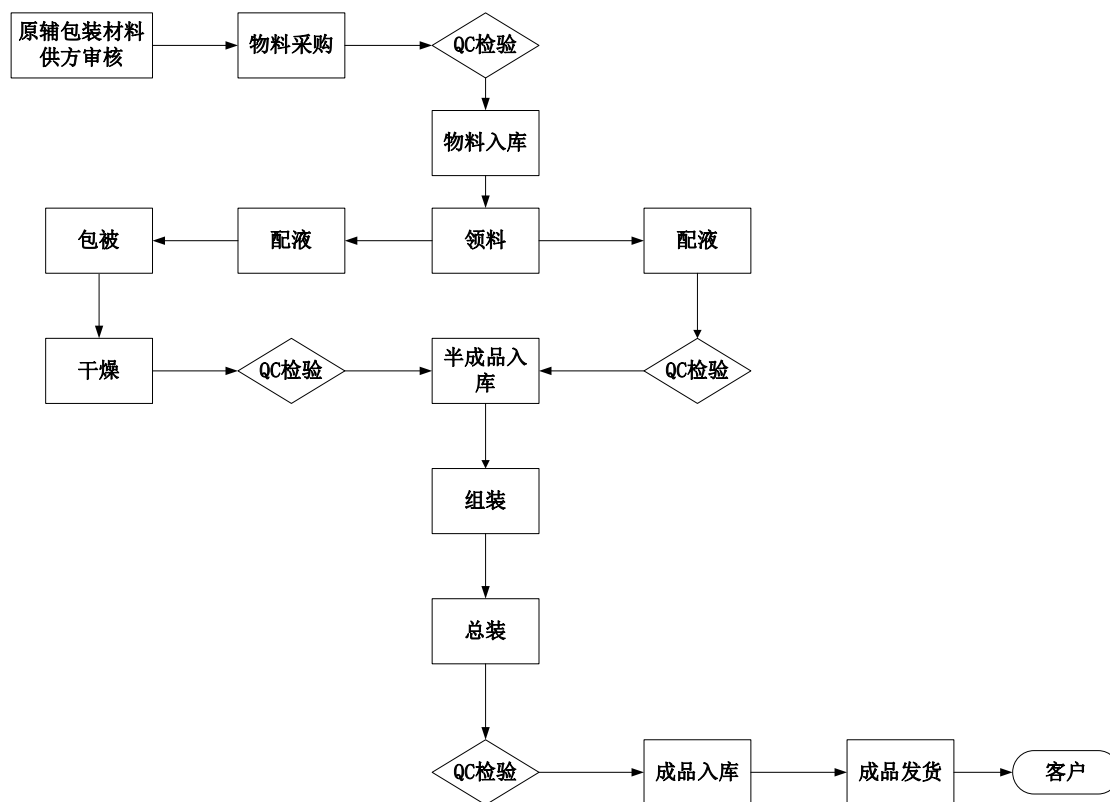 原辅包装材料
供方审核
物料采购
QC检验
物料入库
包被
配液
领料
配液
干燥
QC检验
半成品入
库
QC检验
组装
总装
QC检验
成品入库
成品发货
客户